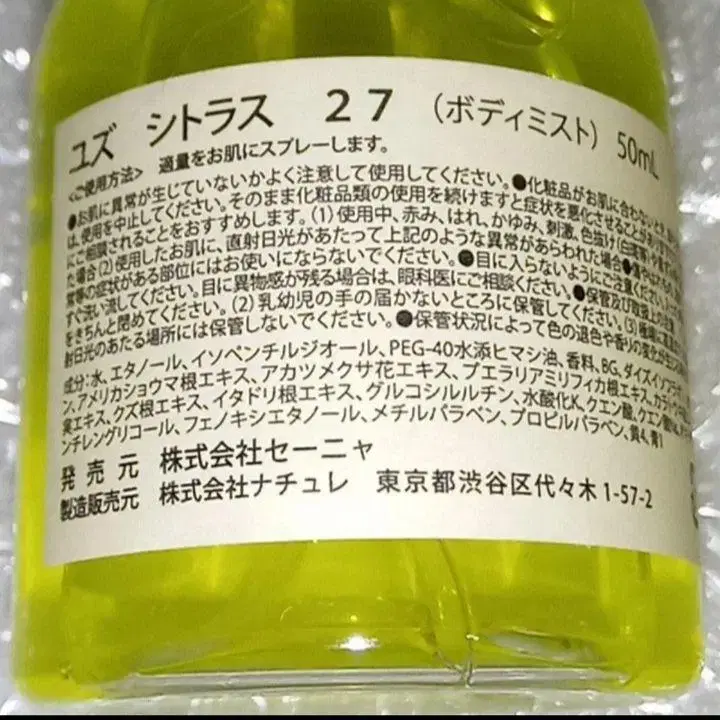 ユズ シトラス 27 (ボディミスト) 50mL
<ご使用方法> 適量をお肌にスプレーします。
●お肌に異常が生じていないかよく注意して使用してください。●化粧品がお肌に合わないと
は、使用を中止してください。そのまま化粧品類の使用を続けますと症状を悪化させることがあります
にご相談されることをおすすめします。(1)使用中、赤み、はれ、かゆみ、刺激、色抜け(白斑等)や
た場合(2)使用したお肌に、直射日光があたって上記のような異常があらわれた場合●傷やはれもの
常等の症状がある部位にはお使いにならないでください。●目に入らないようにご注意ください。
すぐ洗い流してください。目に異物感が残る場合は、眼科医にご相談ください。●保管及び取扱上の注意
をきちんと閉めてください。(2)乳幼児の手の届かないところに保管してください。(3)極端に高温
射日光のあたる場所には保管しないでください。●保管状況によって色の退色や香りの変化が
成分:水、エタノール、イソペンチルジオール、PEG-40水添ヒマシ油、香料、BG、ダイズイソフラボ
ン、アメリカショウマ根エキス、アカツメクサ花エキス、プエラリアミリフィカ根エキス、カラ
実エキス、クズ根エキス、イタドリ根エキス、グルコシルルチン、水酸化K、クエン酸、クエン酸
ンチレングリコール、フェノキシエタノール、メチルパラベン、プロピルパラベン、黄4、青1
発売元 株式会社セーニャ
製造販売元 株式会社ナチュレ 東京都渋谷区代々木1-57-2